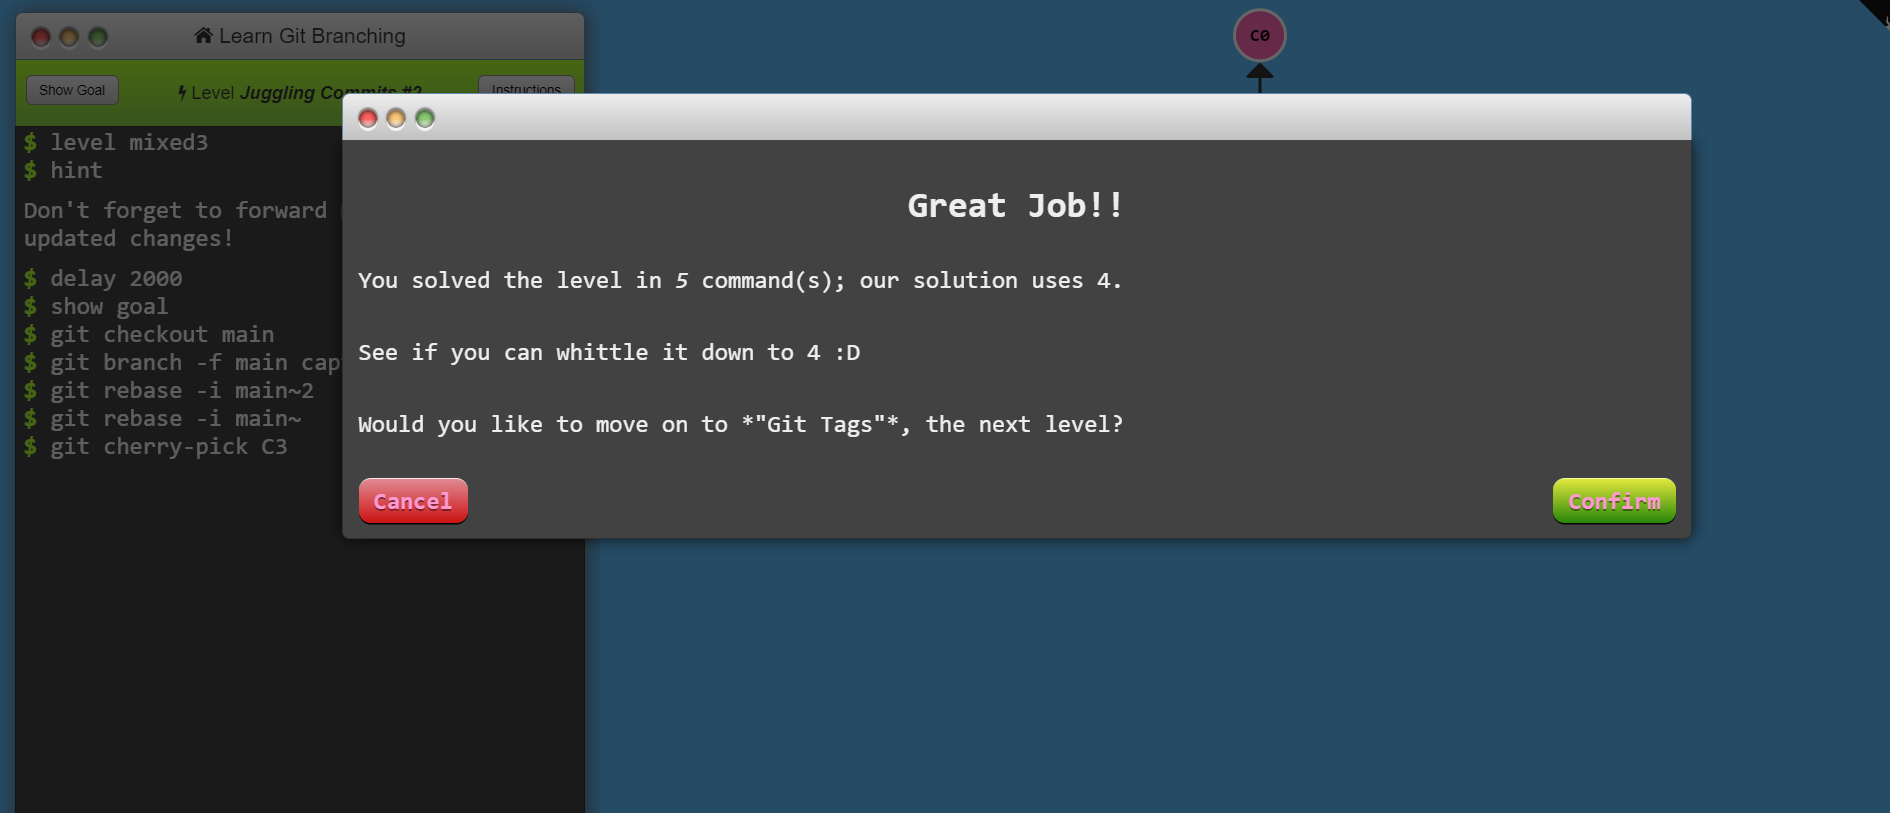 Learn Git Branching
Show Goal
Level Juggling Commits #2
Instructions
$ level mixed3
$ hint
Don't forget to forward
updated changes!
$ delay 2000
$ show goal
$ git checkout main
$ git branch -f main
$ git rebase -i main~2
$ git rebase -i main~
$ git cherry-pick C3
C0
Great Job!!
You solved the level in 5 command(s); our solution uses 4.
See if you can whittle it down to 4 :D
Would you like to move on to *"Git Tags"*, the next level?
Cancel
Confirm